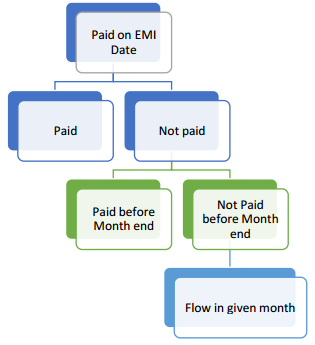 Paid on EMI
Date
Paid
Not paid
Paid before
Month end
Not Paid
before Month
end
Flow in given month